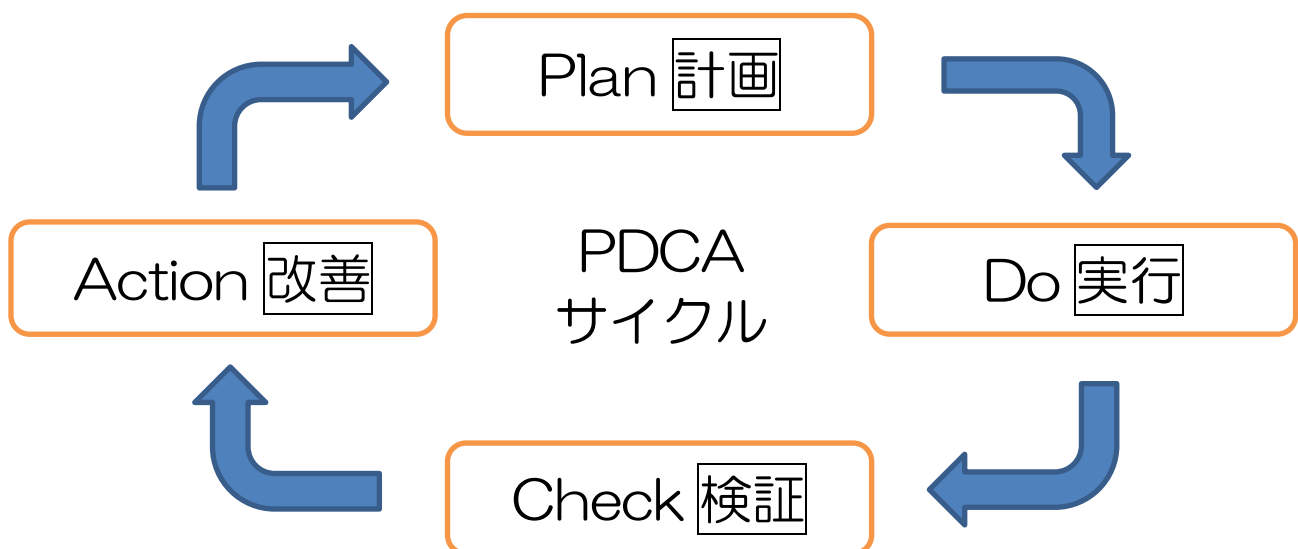 Plan 計画
Action 改善
PDCA
サイクル
Do 実行
Check 検証